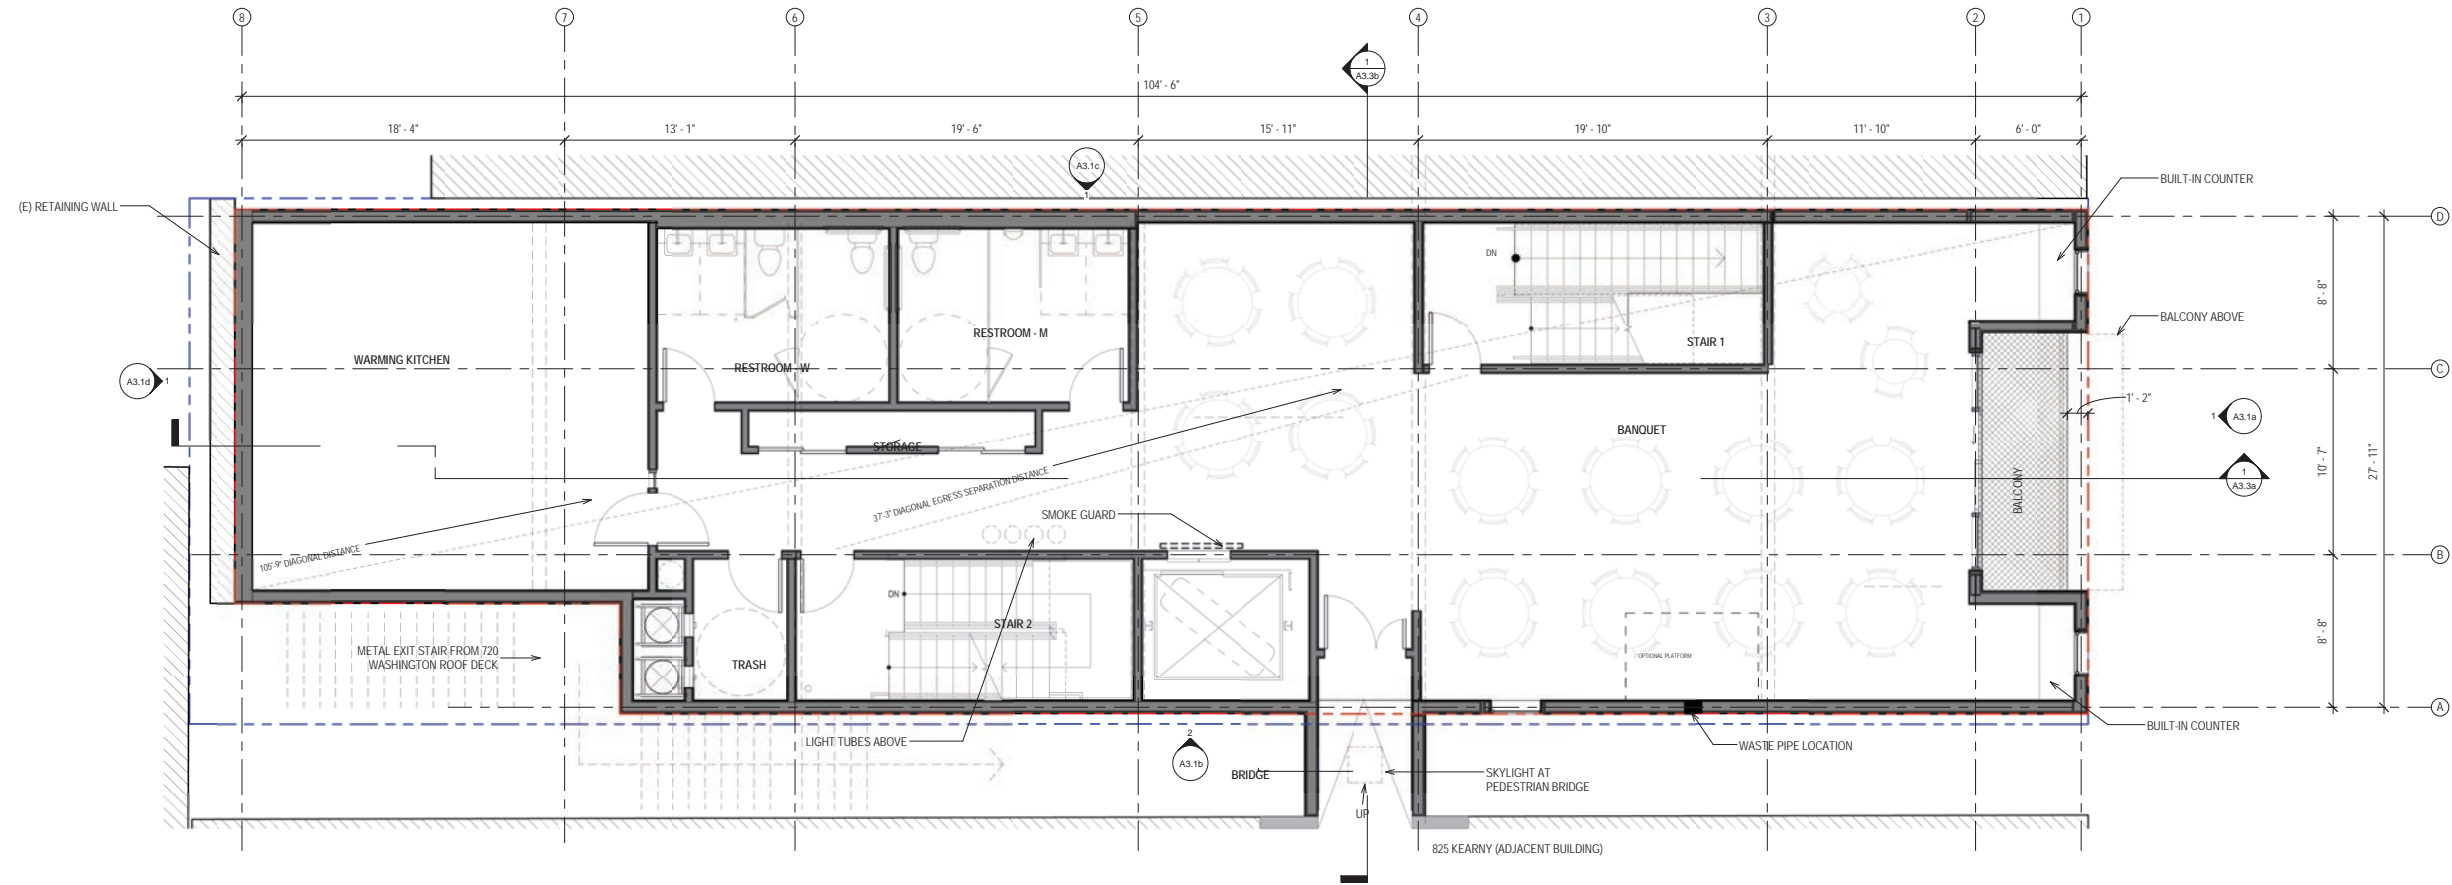 8
7
6
5
4
3
2
1
1
A3.3b
104' - 6"
18' - 4"
13' - 1"
19' - 6"
15' - 11"
19' - 10"
11' - 10"
6' - 0"
A3.1c
1
(E) RETAINING WALL
BUILT-IN COUNTER
D
DN
8' - 8"
BALCONY ABOVE
RESTROOM - M
STAIR 1
WARMING KITCHEN
RESTROOM - W
C
A3.1d
1
1' - 2"
1
A3.1a
BANQUET
STORAGE
10' - 7"
27' - 11"
1
A3.3a
37'-3" DIAGONAL EGRESS SEPARATION DISTANCE
BALCONY
SMOKE GUARD
105'-9" DIAGONAL DISTANCE
B
DN
STAIR 2
8' - 8"
METAL EXIT STAIR FROM 720
WASHINGTON ROOF DECK
TRASH
OPTIONAL PLATFORM
A
BUILT-IN COUNTER
2
A3.1b
LIGHT TUBES ABOVE
WASTE PIPE LOCATION
BRIDGE
SKYLIGHT AT
PEDESTRIAN BRIDGE
UP
825 KEARNY (ADJACENT BUILDING)